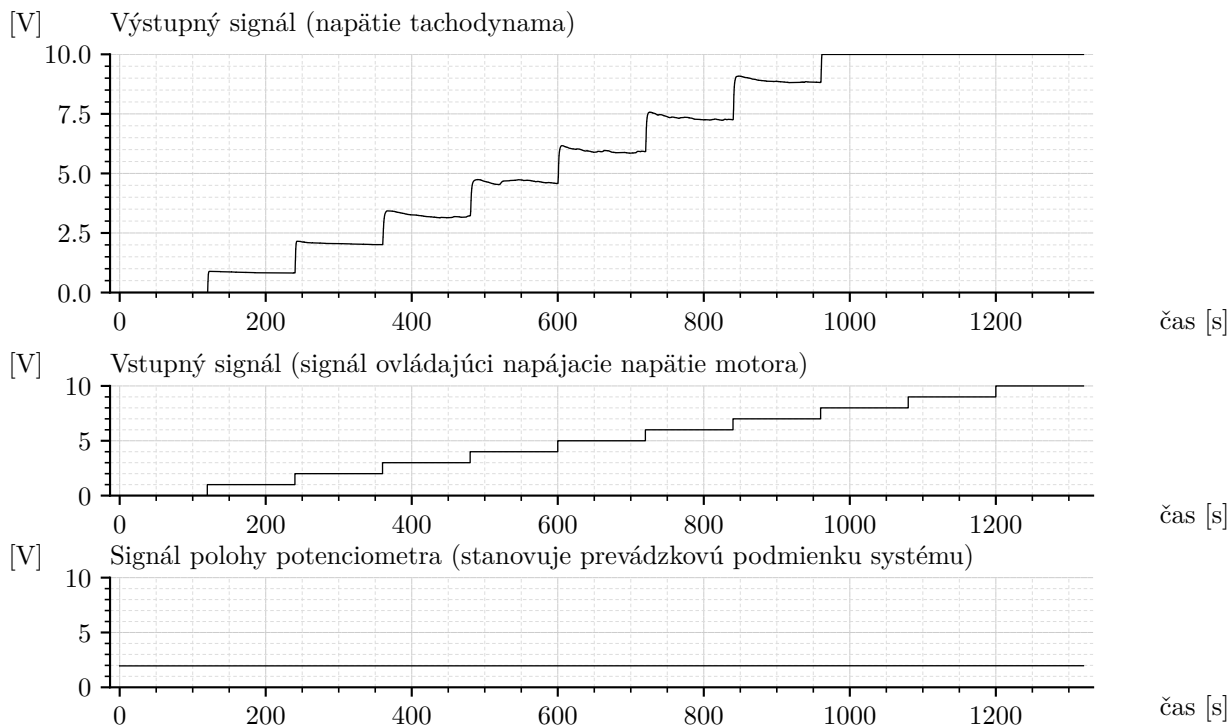 [V] Výstupný signál (napätie tachodynama)
10.0
7.5
5.0
2.5
0.0
0 200 400 600 800 1000 1200 čas [s]
[V] Vstupný signál (signál ovládajúci napájacie napätie motora)
10
5
0
0 200 400 600 800 1000 1200 čas [s]
[V] Signál polohy potenciometra (stanovuje prevádzkovú podmienku systému)
10
5
0
0 200 400 600 800 1000 1200 čas [s]